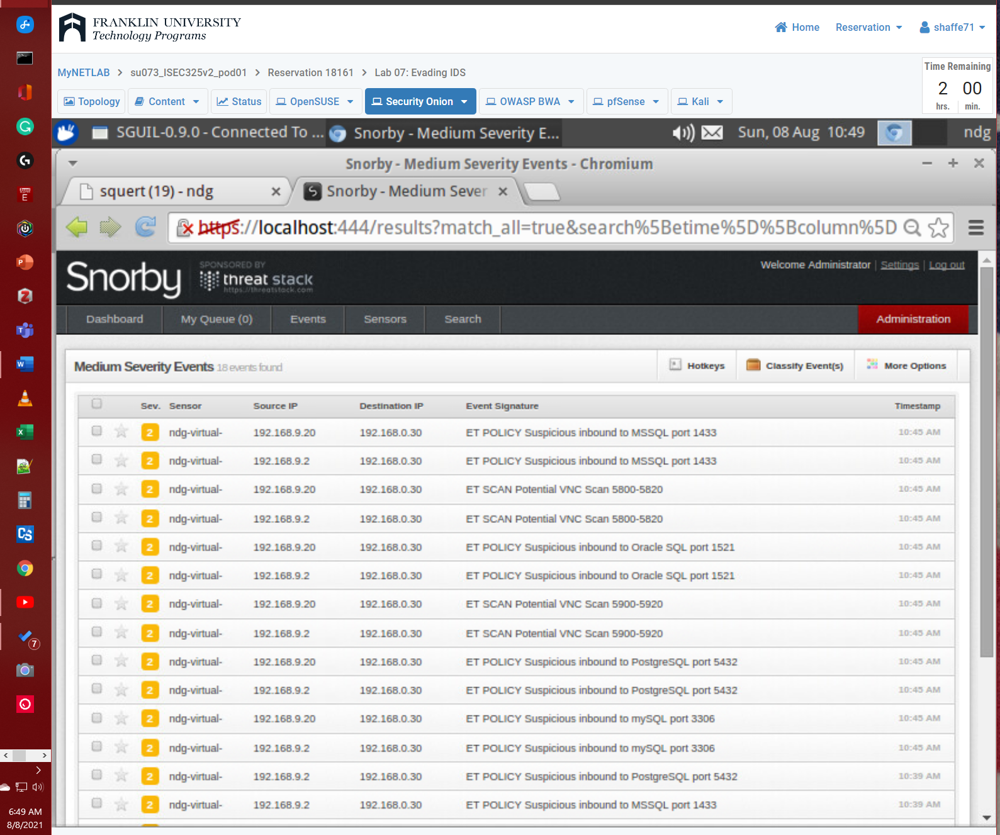 FRANKLIN UNIVERSITY
Technology Programs
Home Reservation shaffe71
MyNETLAB > su073_ISEC325v2_pod01 > Reservation 18161 > Lab 07: Evading IDS
Time Remaining
2 00
hrs. min.
Topology Content Status OpenSUSE Security Onion OWASP BWA pfSense Kali
SGUIL-0.9.0 - Connected To ... Snorby - Medium Severity E... Sun, 08 Aug 10:49 ndg
Snorby - Medium Severity Events - Chromium
squert (19) - ndg Snorby - Medium Sever
https://localhost:444/results?match_all=true&search%5Betime%5D%5Bcolumn%5D
Snorby SPONSORED BY threat stack https://threatstack.com
Welcome Administrator | Settings | Log out
Dashboard My Queue (0) Events Sensors Search Administration
Medium Severity Events 18 events found Hotkeys Classify Event(s) More Options
Sev. Sensor Source IP Destination IP Event Signature Timestamp
2 ndg-virtual- 192.168.9.20 192.168.0.30 ET POLICY Suspicious inbound to MSSQL port 1433 10:45 AM
2 ndg-virtual- 192.168.9.2 192.168.0.30 ET POLICY Suspicious inbound to MSSQL port 1433 10:45 AM
2 ndg-virtual- 192.168.9.20 192.168.0.30 ET SCAN Potential VNC Scan 5800-5820 10:45 AM
2 ndg-virtual- 192.168.9.2 192.168.0.30 ET SCAN Potential VNC Scan 5800-5820 10:45 AM
2 ndg-virtual- 192.168.9.20 192.168.0.30 ET POLICY Suspicious inbound to Oracle SQL port 1521 10:45 AM
2 ndg-virtual- 192.168.9.2 192.168.0.30 ET POLICY Suspicious inbound to Oracle SQL port 1521 10:45 AM
2 ndg-virtual- 192.168.9.20 192.168.0.30 ET SCAN Potential VNC Scan 5900-5920 10:45 AM
2 ndg-virtual- 192.168.9.2 192.168.0.30 ET SCAN Potential VNC Scan 5900-5920 10:45 AM
2 ndg-virtual- 192.168.9.20 192.168.0.30 ET POLICY Suspicious inbound to PostgreSQL port 5432 10:45 AM
2 ndg-virtual- 192.168.9.2 192.168.0.30 ET POLICY Suspicious inbound to PostgreSQL port 5432 10:45 AM
2 ndg-virtual- 192.168.9.20 192.168.0.30 ET POLICY Suspicious inbound to mySQL port 3306 10:45 AM
2 ndg-virtual- 192.168.9.2 192.168.0.30 ET POLICY Suspicious inbound to mySQL port 3306 10:45 AM
2 ndg-virtual- 192.168.9.2 192.168.0.30 ET POLICY Suspicious inbound to PostgreSQL port 5432 10:39 AM
2 ndg-virtual- 192.168.9.2 192.168.0.30 ET POLICY Suspicious inbound to MSSQL port 1433 10:39 AM
7
6:49 AM
8/8/2021